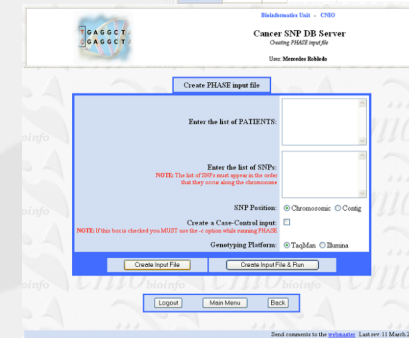 Bioinformatics Unit - CNIO
TGAGGCT
GGAGGCT
Cancer SNP DB Server
Creating PHASE input file
User: Mercedes Robledo
Create PHASE input file
Enter the list of PATIENTS:
Enter the list of SNPs:
NOTE: The list of SNPs must appear in the order
that they occur along the chromosome
SNP Position: Chromosomic Contig
Create a Case-Control input:
NOTE: If this box is checked you MUST use the -c option while running PHASE
Genotyping Platform: TaqMan Illumina
Create Input File Create Input File & Run
Logout Main Menu Back
Send comments to the webmaster Last rev. 11 March